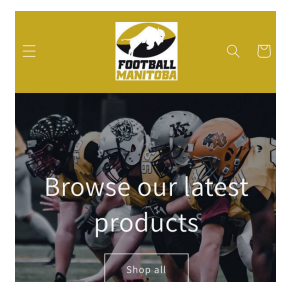 FOOTBALL
MANITOBA
Browse our latest
products
Shop all